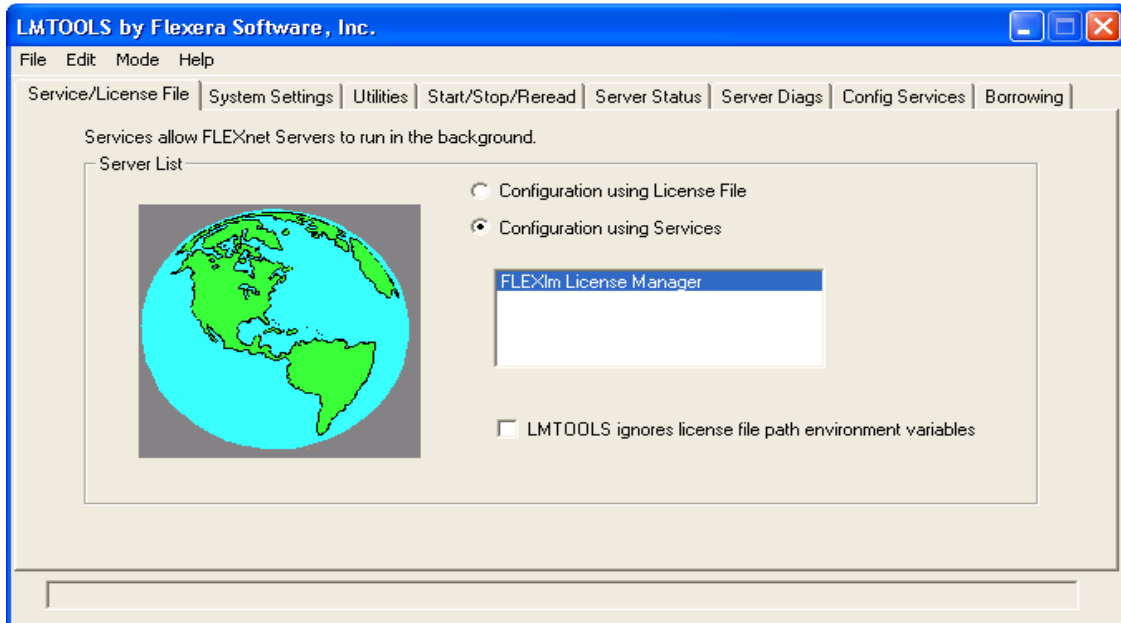 LMTOOLS by Flexera Software, Inc.
File Edit Mode Help
Service/License File System Settings Utilities Start/Stop/Reread Server Status Server Diags Config Services Borrowing
Services allow FLEXnet Servers to run in the background.
Server List
Configuration using License File
Configuration using Services
FLEXlm License Manager
LMTOOLS ignores license file path environment variables